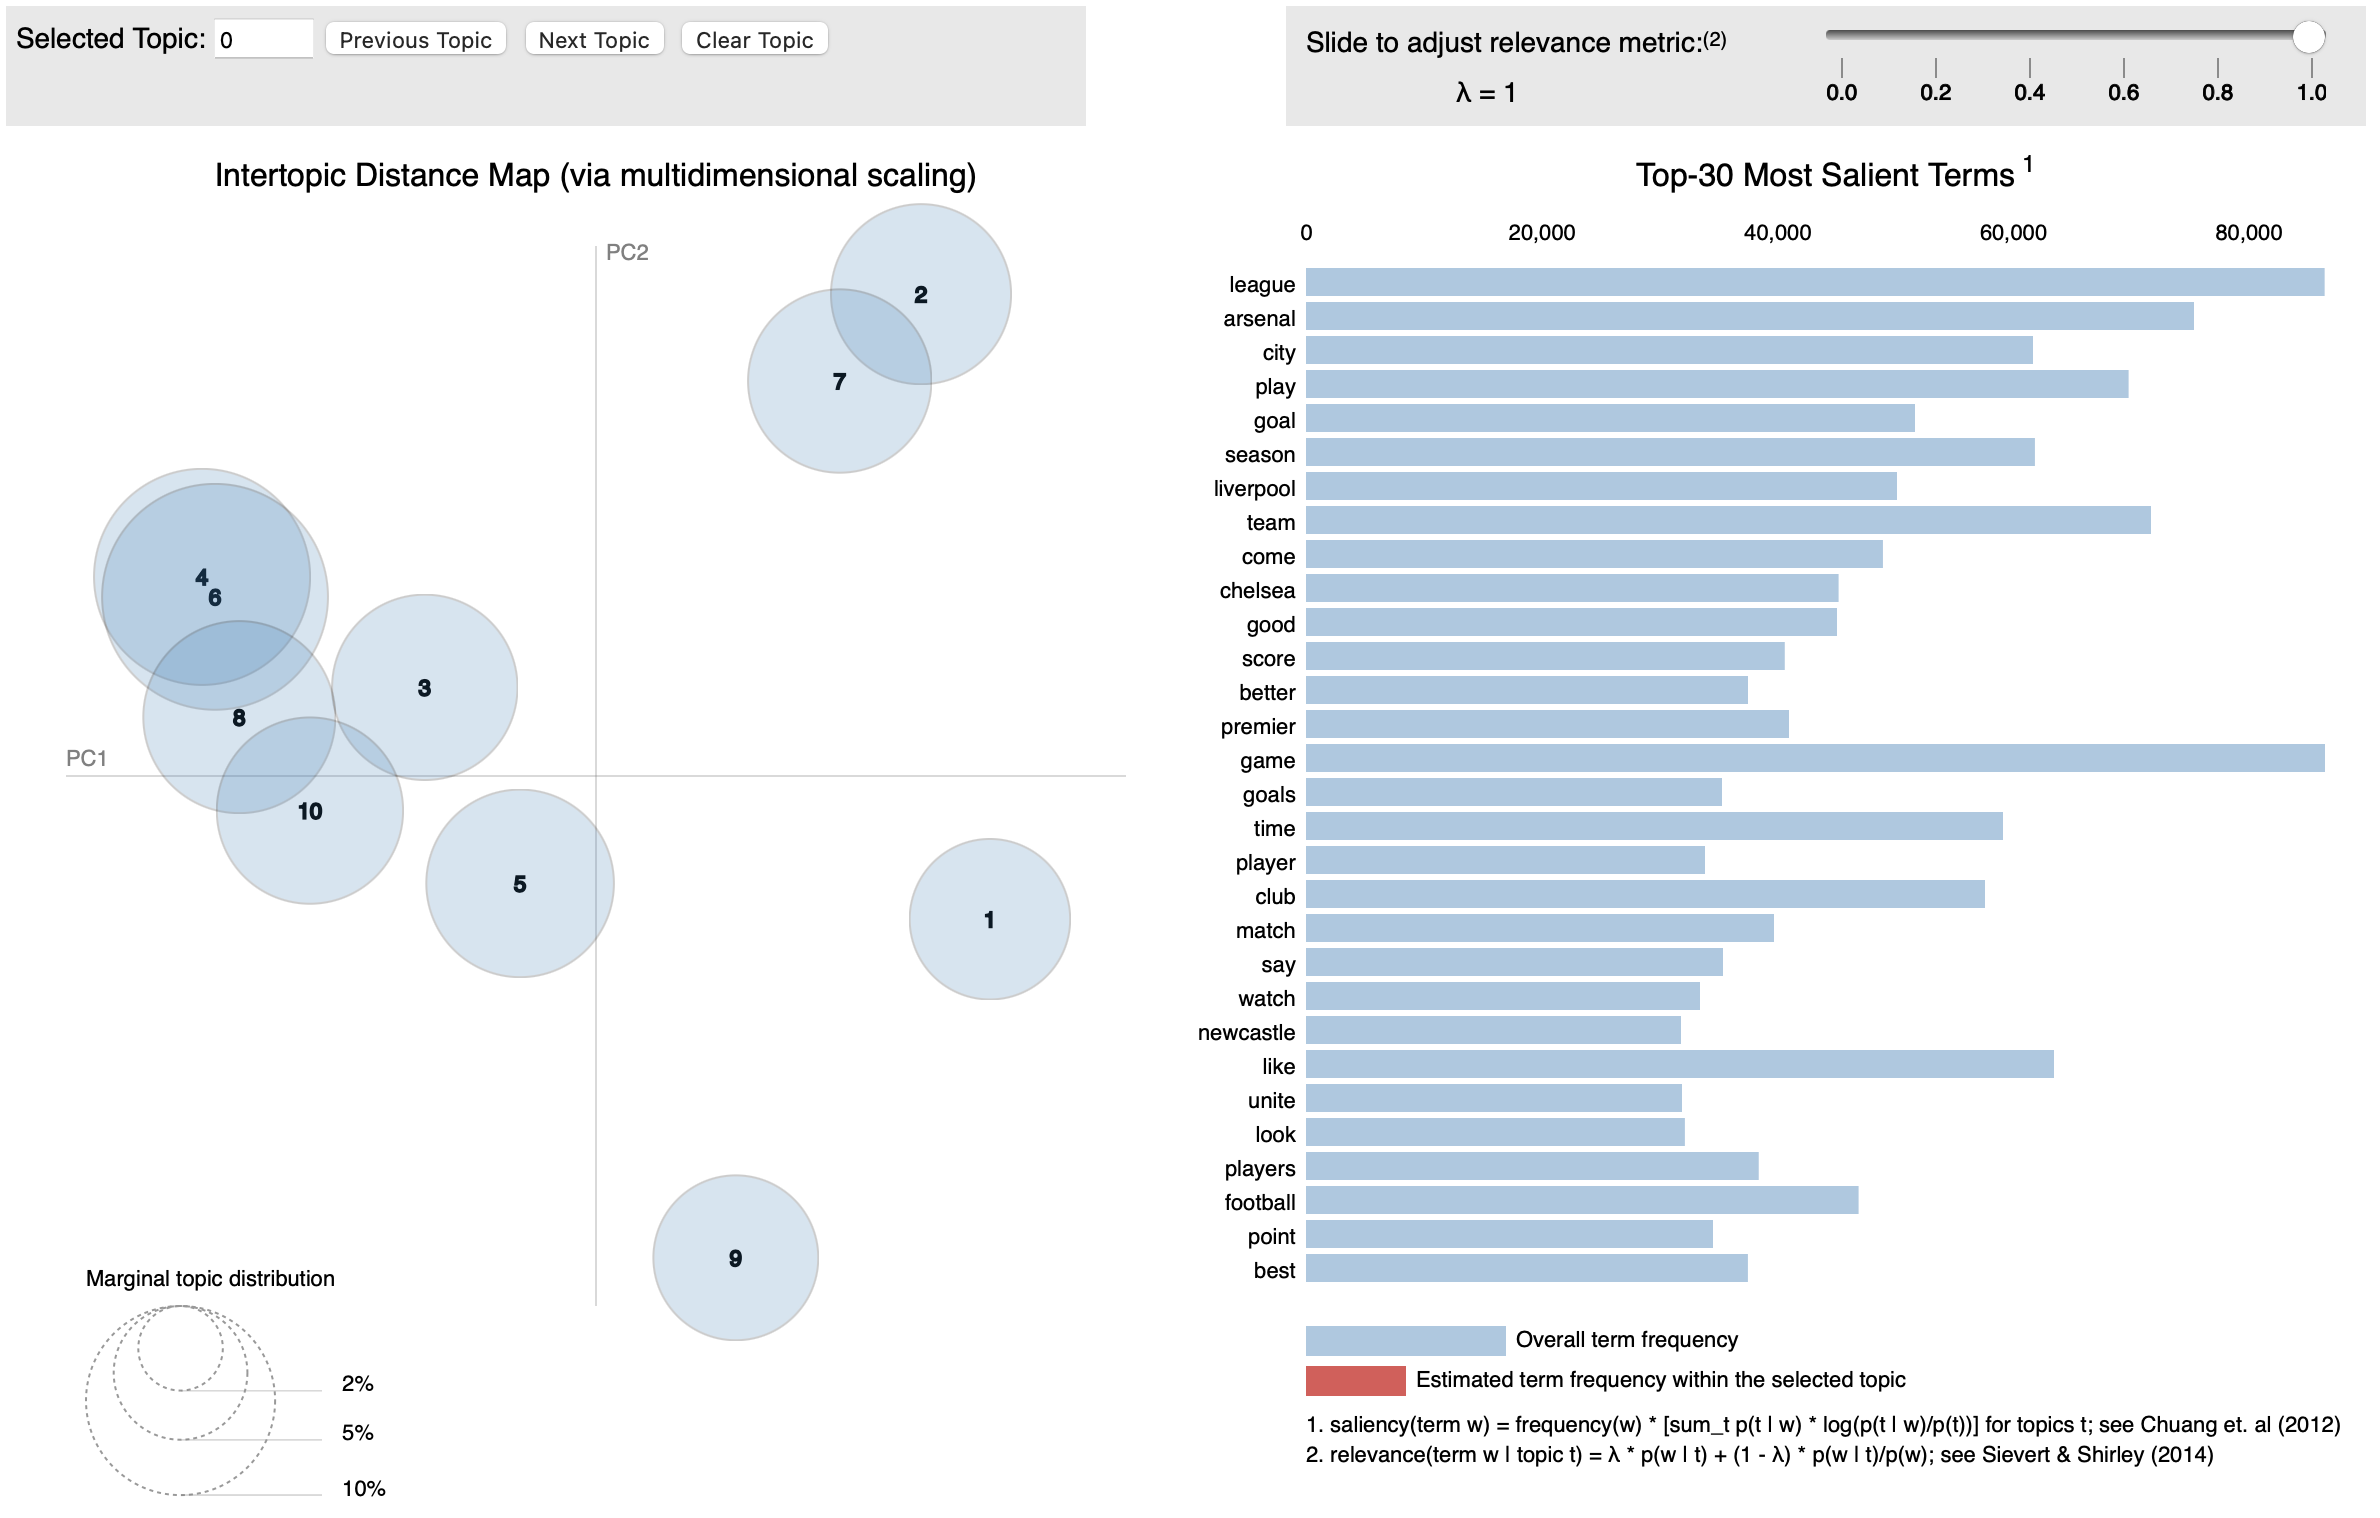 Selected Topic: 0 Previous Topic Next Topic Clear Topic
Slide to adjust relevance metric:(2)
λ = 1
0.0 0.2 0.4 0.6 0.8 1.0
Intertopic Distance Map (via multidimensional scaling)
PC2
PC1
2
7
4
6
3
8
10
5
1
9
Marginal topic distribution
2%
5%
10%
Top-30 Most Salient Terms 1
0 20,000 40,000 60,000 80,000
league
arsenal
city
play
goal
season
liverpool
team
come
chelsea
good
score
better
premier
game
goals
time
player
club
match
say
watch
newcastle
like
unite
look
players
football
point
best
Overall term frequency
Estimated term frequency within the selected topic
1. saliency(term w) = frequency(w) * [sum_t p(t | w) * log(p(t | w)/p(t))] for topics t; see Chuang et. al (2012)
2. relevance(term w | topic t) = λ * p(w | t) + (1 - λ) * p(w | t)/p(w); see Sievert & Shirley (2014)